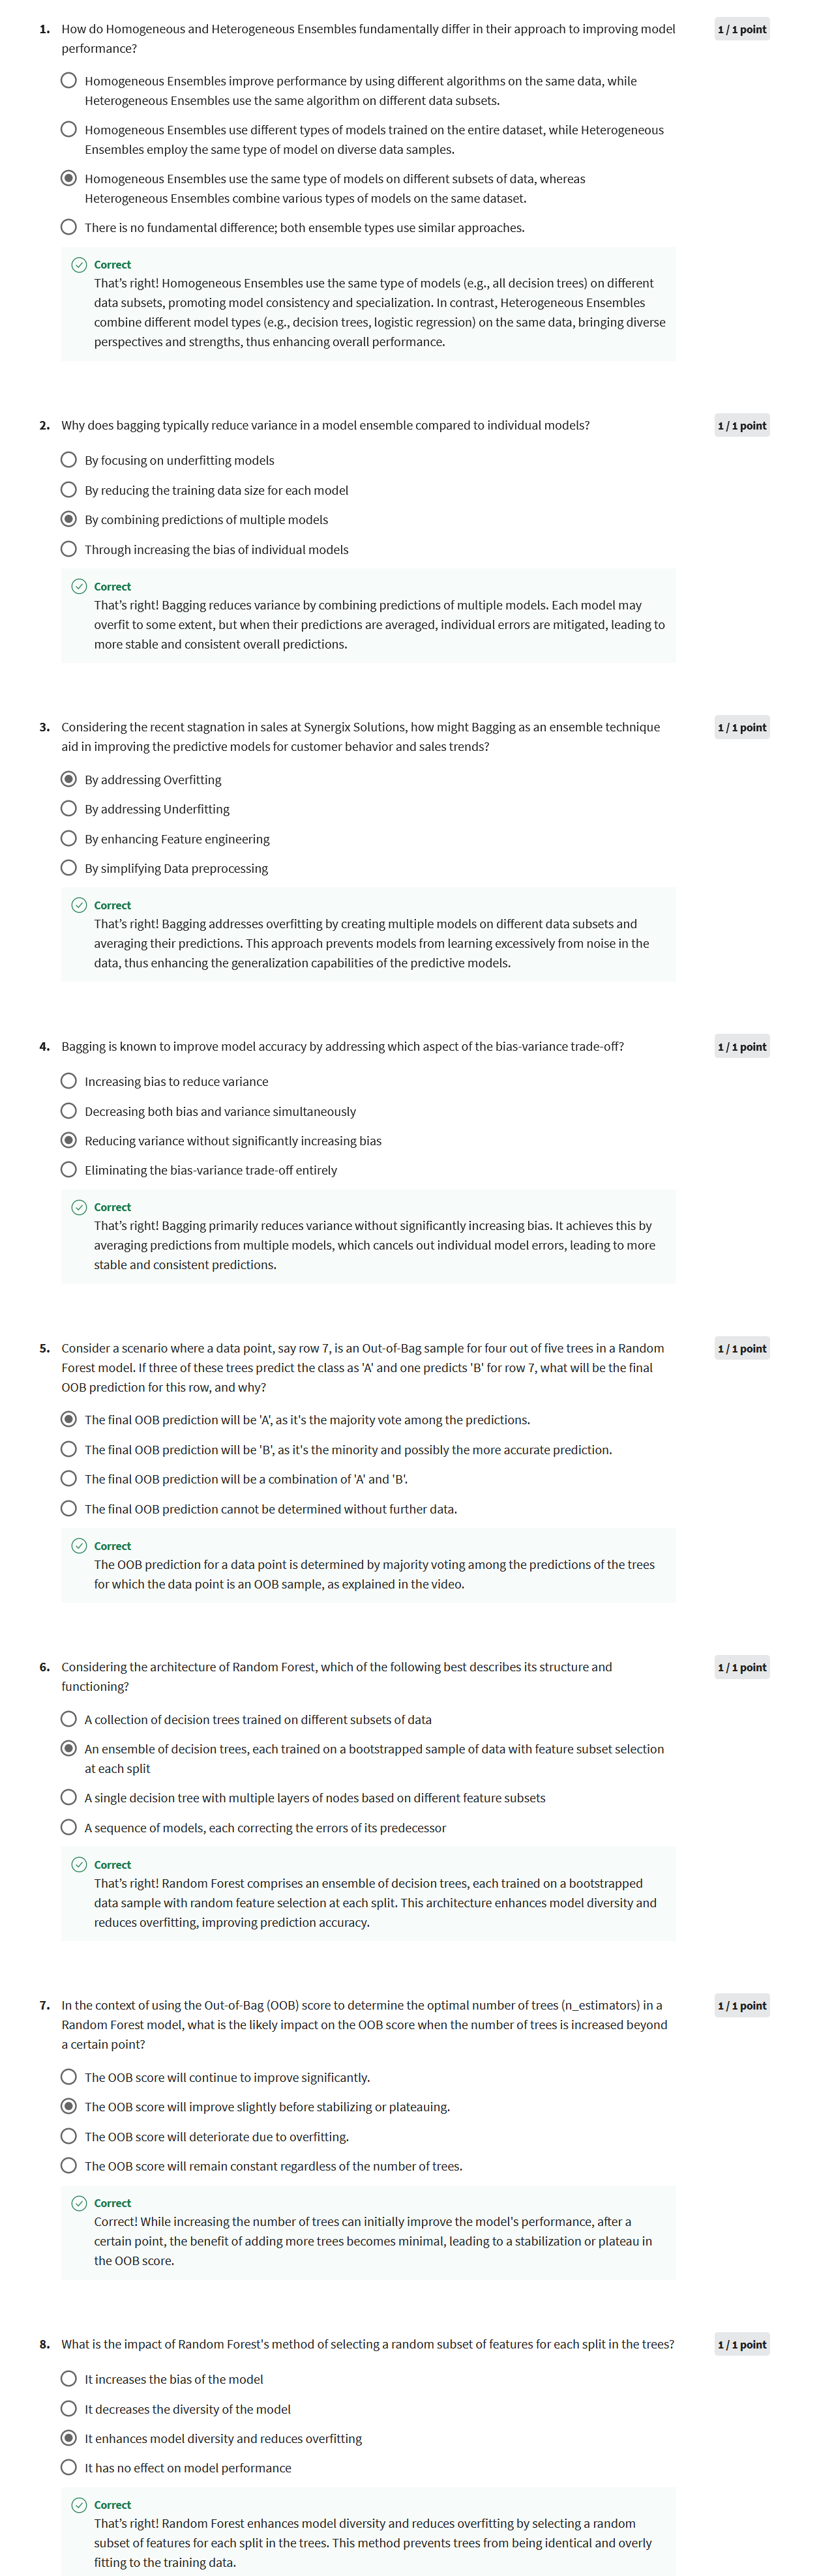 1. How do Homogeneous and Heterogeneous Ensembles fundamentally differ in their approach to improving model
performance?
1 / 1 point
Homogeneous Ensembles improve performance by using different algorithms on the same data, while
Heterogeneous Ensembles use the same algorithm on different data subsets.
Homogeneous Ensembles use different types of models trained on the entire dataset, while Heterogeneous
Ensembles employ the same type of model on diverse data samples.
Homogeneous Ensembles use the same type of models on different subsets of data, whereas
Heterogeneous Ensembles combine various types of models on the same dataset.
There is no fundamental difference; both ensemble types use similar approaches.
Correct
That's right! Homogeneous Ensembles use the same type of models (e.g., all decision trees) on different
data subsets, promoting model consistency and specialization. In contrast, Heterogeneous Ensembles
combine different model types (e.g., decision trees, logistic regression) on the same data, bringing diverse
perspectives and strengths, thus enhancing overall performance.
2. Why does bagging typically reduce variance in a model ensemble compared to individual models?
1 / 1 point
By focusing on underfitting models
By reducing the training data size for each model
By combining predictions of multiple models
Through increasing the bias of individual models
Correct
That's right! Bagging reduces variance by combining predictions of multiple models. Each model may
overfit to some extent, but when their predictions are averaged, individual errors are mitigated, leading to
more stable and consistent overall predictions.
3. Considering the recent stagnation in sales at Synergix Solutions, how might Bagging as an ensemble technique
aid in improving the predictive models for customer behavior and sales trends?
1 / 1 point
By addressing Overfitting
By addressing Underfitting
By enhancing Feature engineering
By simplifying Data preprocessing
Correct
That's right! Bagging addresses overfitting by creating multiple models on different data subsets and
averaging their predictions. This approach prevents models from learning excessively from noise in the
data, thus enhancing the generalization capabilities of the predictive models.
4. Bagging is known to improve model accuracy by addressing which aspect of the bias-variance trade-off?
1 / 1 point
Increasing bias to reduce variance
Decreasing both bias and variance simultaneously
Reducing variance without significantly increasing bias
Eliminating the bias-variance trade-off entirely
Correct
That's right! Bagging primarily reduces variance without significantly increasing bias. It achieves this by
averaging predictions from multiple models, which cancels out individual model errors, leading to more
stable and consistent predictions.
5. Consider a scenario where a data point, say row 7, is an Out-of-Bag sample for four out of five trees in a Random
Forest model. If three of these trees predict the class as 'A' and one predicts 'B' for row 7, what will be the final
OOB prediction for this row, and why?
1 / 1 point
The final OOB prediction will be 'A', as it's the majority vote among the predictions.
The final OOB prediction will be 'B', as it's the minority and possibly the more accurate prediction.
The final OOB prediction will be a combination of 'A' and 'B'.
The final OOB prediction cannot be determined without further data.
Correct
The OOB prediction for a data point is determined by majority voting among the predictions of the trees
for which the data point is an OOB sample, as explained in the video.
6. Considering the architecture of Random Forest, which of the following best describes its structure and
functioning?
1 / 1 point
A collection of decision trees trained on different subsets of data
An ensemble of decision trees, each trained on a bootstrapped sample of data with feature subset selection
at each split
A single decision tree with multiple layers of nodes based on different feature subsets
A sequence of models, each correcting the errors of its predecessor
Correct
That's right! Random Forest comprises an ensemble of decision trees, each trained on a bootstrapped
data sample with random feature selection at each split. This architecture enhances model diversity and
reduces overfitting, improving prediction accuracy.
7. In the context of using the Out-of-Bag (OOB) score to determine the optimal number of trees (n_estimators) in a
Random Forest model, what is the likely impact on the OOB score when the number of trees is increased beyond
a certain point?
1 / 1 point
The OOB score will continue to improve significantly.
The OOB score will improve slightly before stabilizing or plateauing.
The OOB score will deteriorate due to overfitting.
The OOB score will remain constant regardless of the number of trees.
Correct
Correct! While increasing the number of trees can initially improve the model's performance, after a
certain point, the benefit of adding more trees becomes minimal, leading to a stabilization or plateau in
the OOB score.
8. What is the impact of Random Forest's method of selecting a random subset of features for each split in the trees?
1 / 1 point
It increases the bias of the model
It decreases the diversity of the model
It enhances model diversity and reduces overfitting
It has no effect on model performance
Correct
That's right! Random Forest enhances model diversity and reduces overfitting by selecting a random
subset of features for each split in the trees. This method prevents trees from being identical and overly
fitting to the training data.